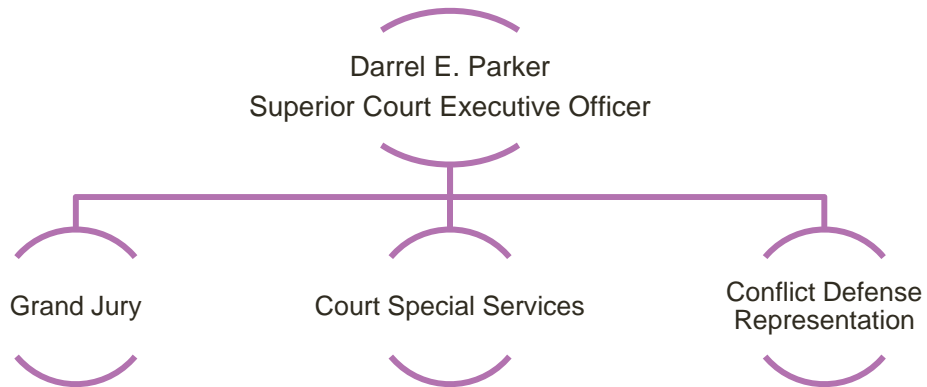 Darrel E. Parker
Superior Court Executive Officer
Grand Jury
Court Special Services
Conflict Defense
Representation